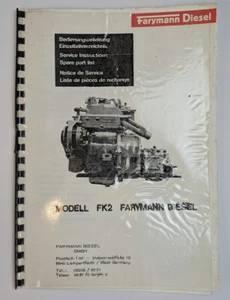 Farymann Diesel
Bedienungsanleitung
Einzelteilverzeichnis
Service Instructions
Spare part list
Notice de Service
Liste de pièces de rechange
MODELL FK2 FARYMANN DIESEL
FARYMANN DIESEL
GMBH